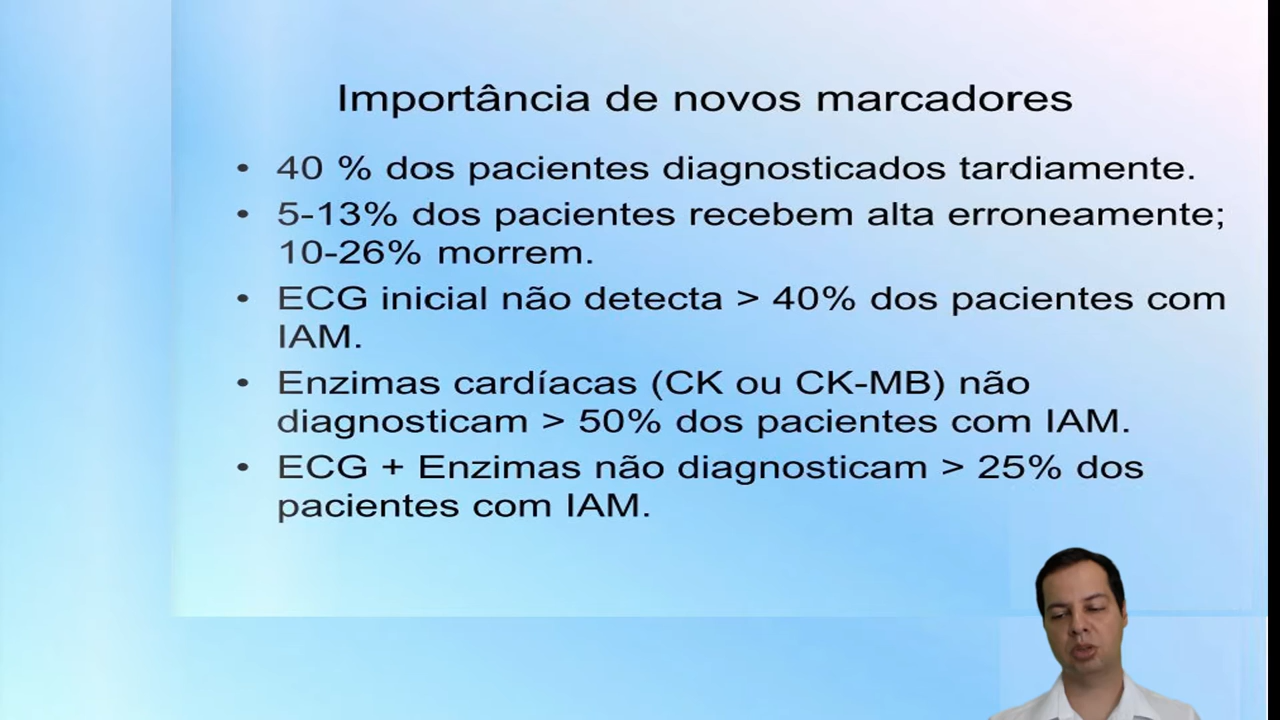 Importância de novos marcadores
• 40 % dos pacientes diagnosticados tardiamente.
• 5-13% dos pacientes recebem alta erroneamente;
10-26% morrem.
• ECG inicial não detecta > 40% dos pacientes com
IAM.
• Enzimas cardíacas (CK ou CK-MB) não
diagnosticam > 50% dos pacientes com IAM.
• ECG + Enzimas não diagnosticam > 25% dos
pacientes com IAM.